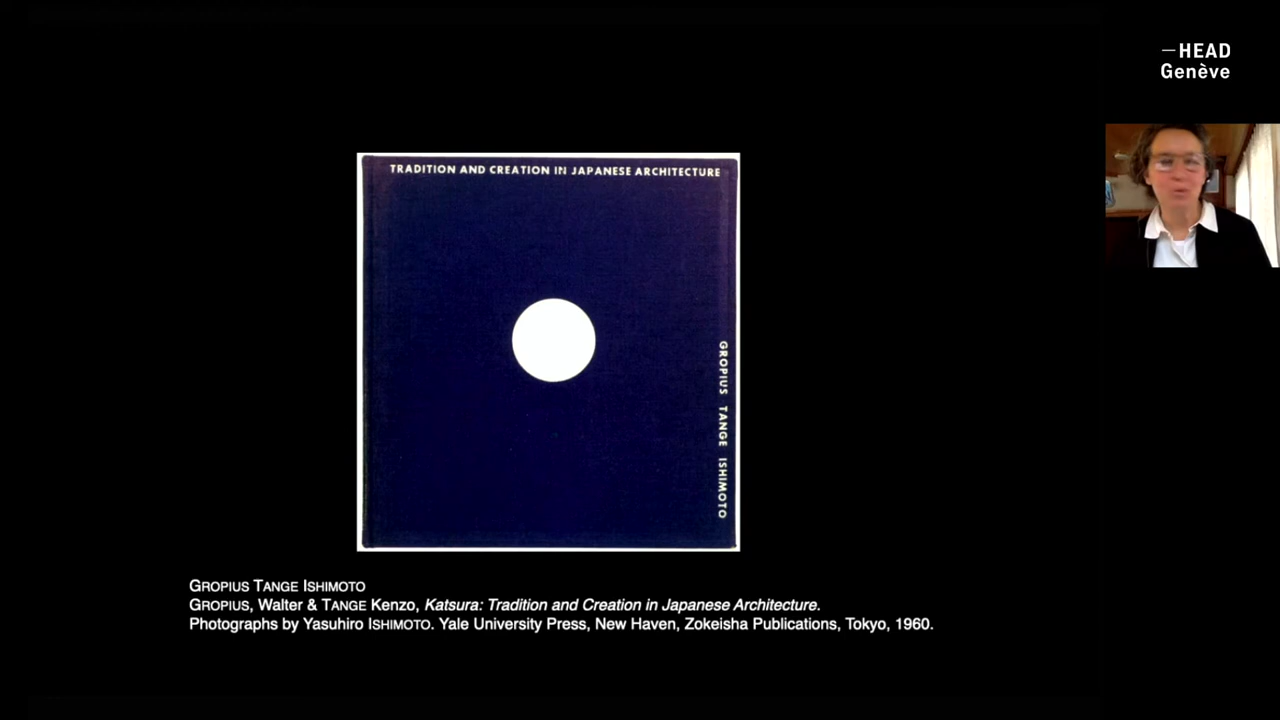 —HEAD
Genève
TRADITION AND CREATION IN JAPANESE ARCHITECTURE
GROPIUS TANGE ISHIMOTO
GROPIUS TANGE ISHIMOTO
GROPIUS, Walter & TANGE Kenzo, Katsura: Tradition and Creation in Japanese Architecture.
Photographs by Yasuhiro ISHIMOTO. Yale University Press, New Haven, Zokeisha Publications, Tokyo, 1960.